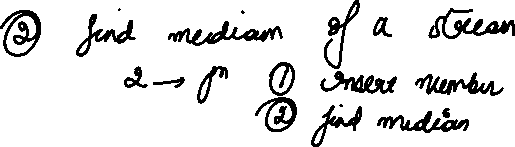 ② find median of a stream
2 → fn ① Insert number
② find median